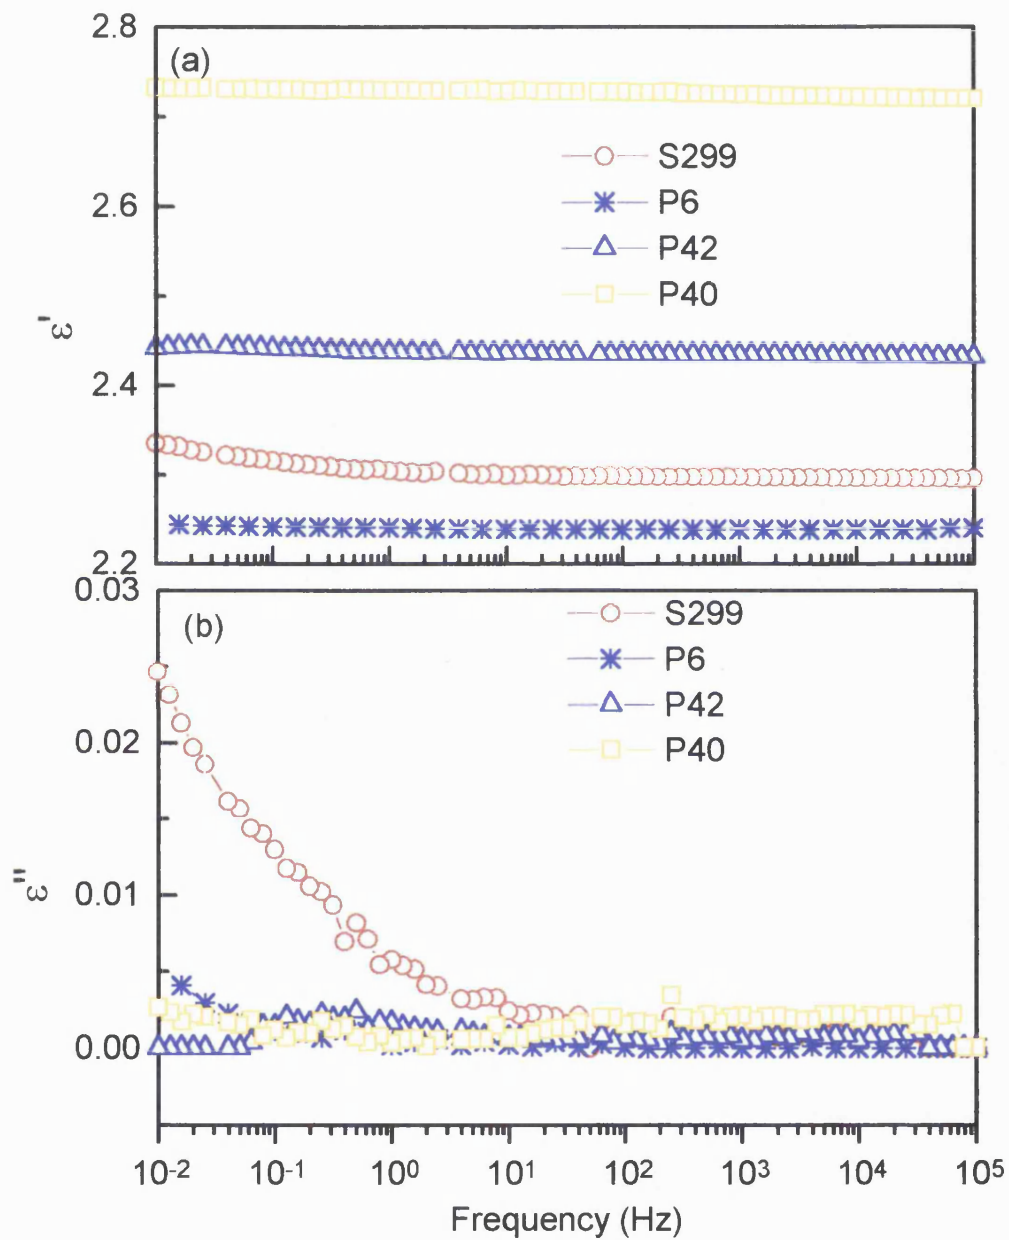 2.8
(a)
S299
2.6
P6
P42
ε'
P40
2.4
2.2
0.03
(b)
S299
P6
P42
0.02
P40
ε"
0.01
0.00
10-2 10-1 100 101 102 103 104 105
Frequency (Hz)